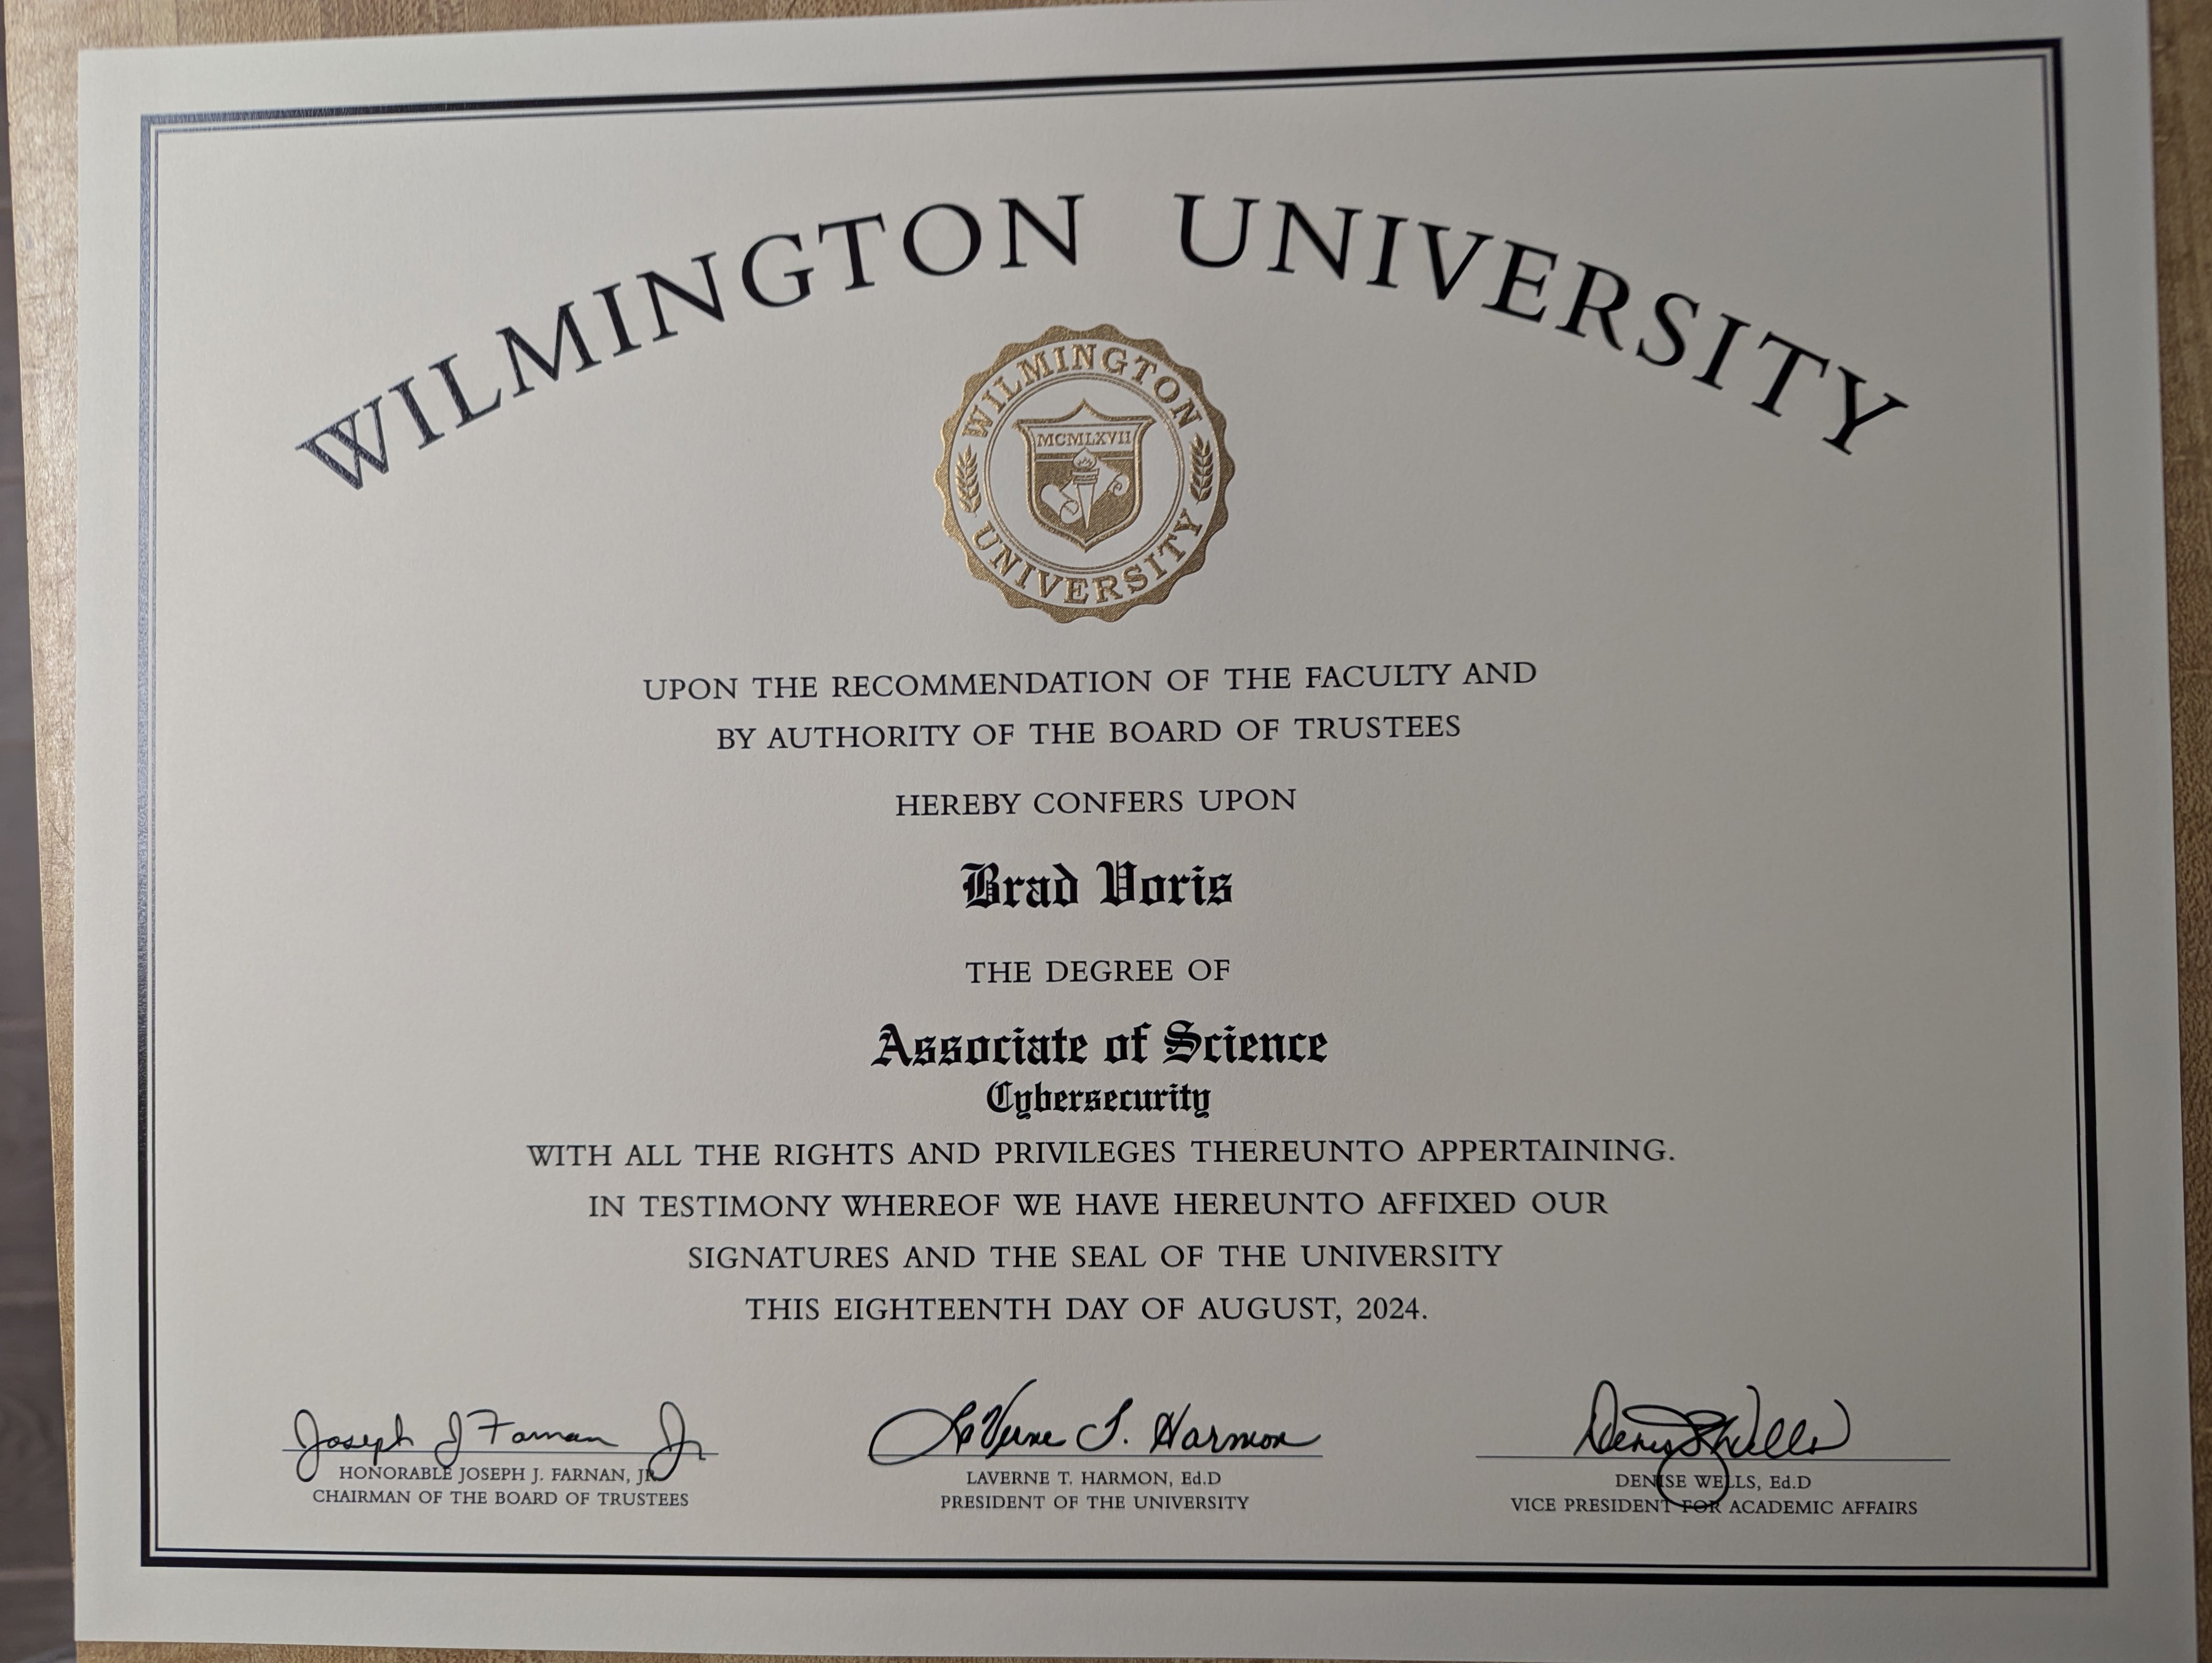 WILMINGTON UNIVERSITY
WILMINGTON
MCMLXVII
UNIVERSITY
UPON THE RECOMMENDATION OF THE FACULTY AND
BY AUTHORITY OF THE BOARD OF TRUSTEES
HEREBY CONFERS UPON
Brad Voris
THE DEGREE OF
Associate of Science
Cybersecurity
WITH ALL THE RIGHTS AND PRIVILEGES THEREUNTO APPERTAINING.
IN TESTIMONY WHEREOF WE HAVE HEREUNTO AFFIXED OUR
SIGNATURES AND THE SEAL OF THE UNIVERSITY
THIS EIGHTEENTH DAY OF AUGUST, 2024.
Joseph J Farnan Jr
HONORABLE JOSEPH J. FARNAN, JR
CHAIRMAN OF THE BOARD OF TRUSTEES
LaVerne T. Harmon
LAVERNE T. HARMON, Ed.D
PRESIDENT OF THE UNIVERSITY
Denise Wells
DENISE WELLS, Ed.D
VICE PRESIDENT FOR ACADEMIC AFFAIRS